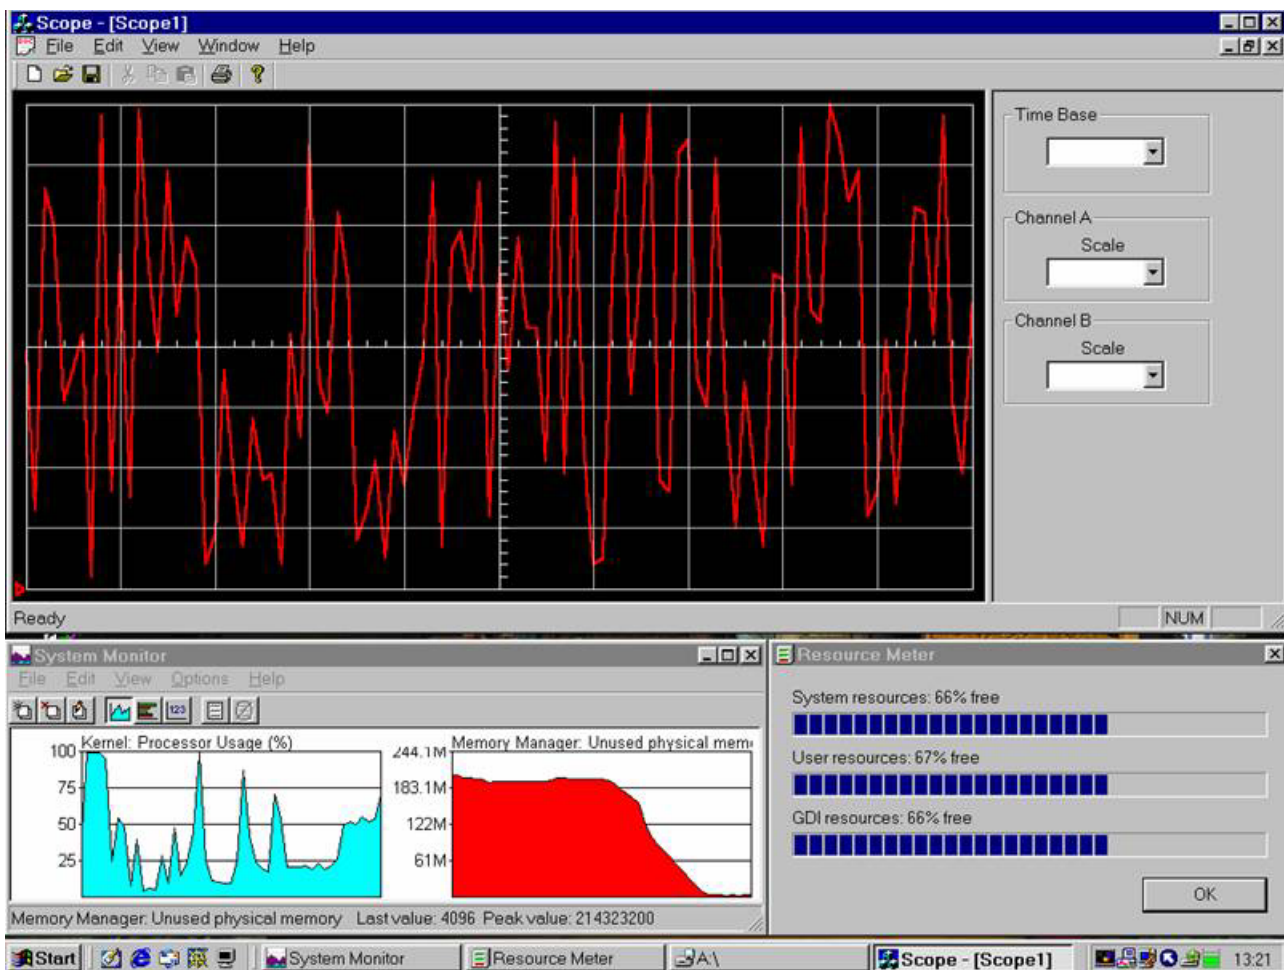 Scope - [Scope1]
File Edit View Window Help
Time Base
Channel A
Scale
Channel B
Scale
Ready
NUM
System Monitor
File Edit View Options Help
123
Kernel: Processor Usage (%)
100
75
50
25
Memory Manager: Unused physical mem
244.1M
183.1M
122M
61M
Memory Manager: Unused physical memory Last value: 4096 Peak value: 214323200
Resource Meter
System resources: 66% free
User resources: 67% free
GDI resources: 66% free
OK
Start System Monitor Resource Meter A:\ Scope - [Scope1] 13:21